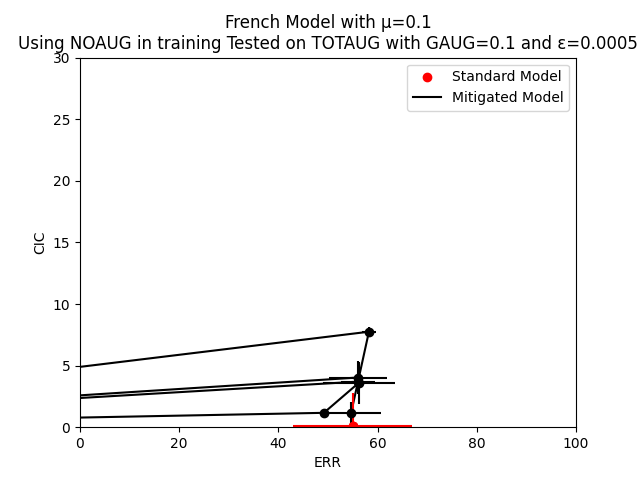 French Model with μ=0.1
Using NOAUG in training Tested on TOTAUG with GAUG=0.1 and ε=0.0005
Standard Model
Mitigated Model
CIC
30
25
20
15
10
5
0
0 20 40 60 80 100
ERR